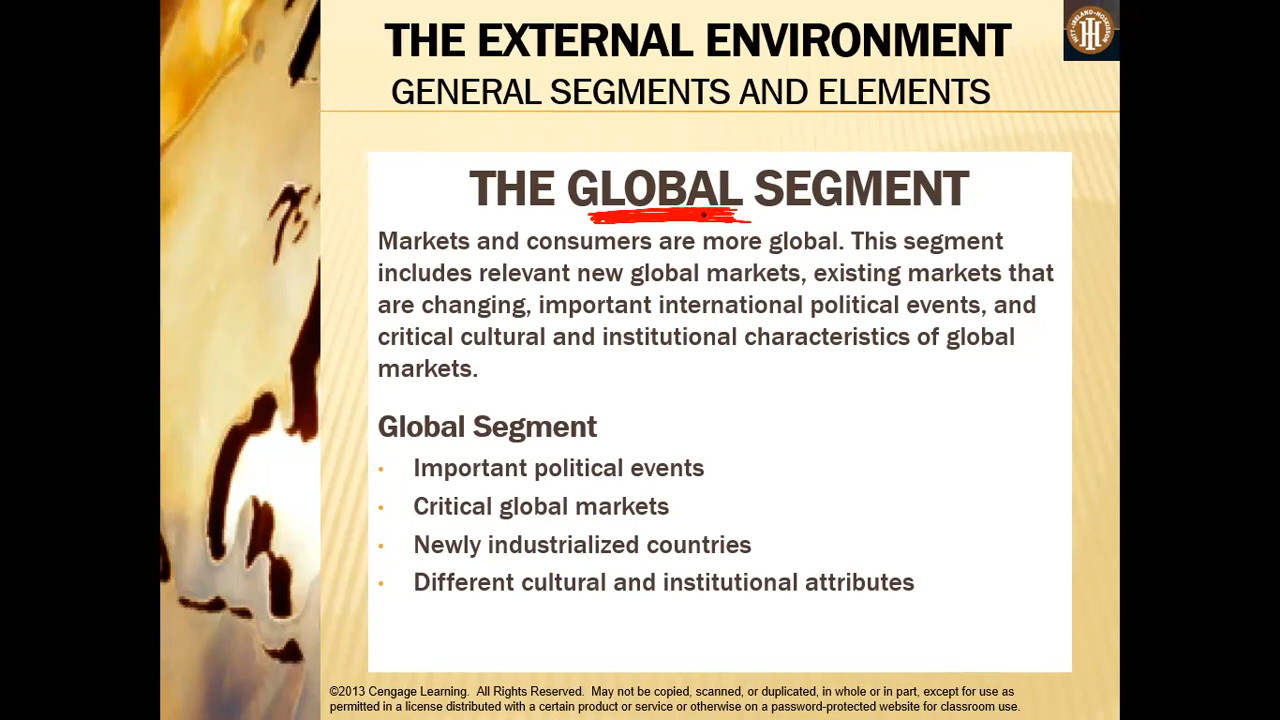 THE EXTERNAL ENVIRONMENT
GENERAL SEGMENTS AND ELEMENTS
THE GLOBAL SEGMENT
Markets and consumers are more global. This segment
includes relevant new global markets, existing markets that
are changing, important international political events, and
critical cultural and institutional characteristics of global
markets.
Global Segment
• Important political events
• Critical global markets
• Newly industrialized countries
• Different cultural and institutional attributes
©2013 Cengage Learning. All Rights Reserved. May not be copied, scanned, or duplicated, in whole or in part, except for use as
permitted in a license distributed with a certain product or service or otherwise on a password-protected website for classroom use.